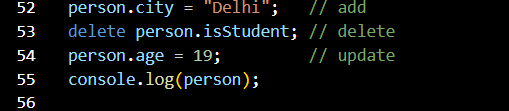 52 person.city = "Delhi"; // add
53 delete person.isStudent; // delete
54 person.age = 19; // update
55 console.log(person);
56